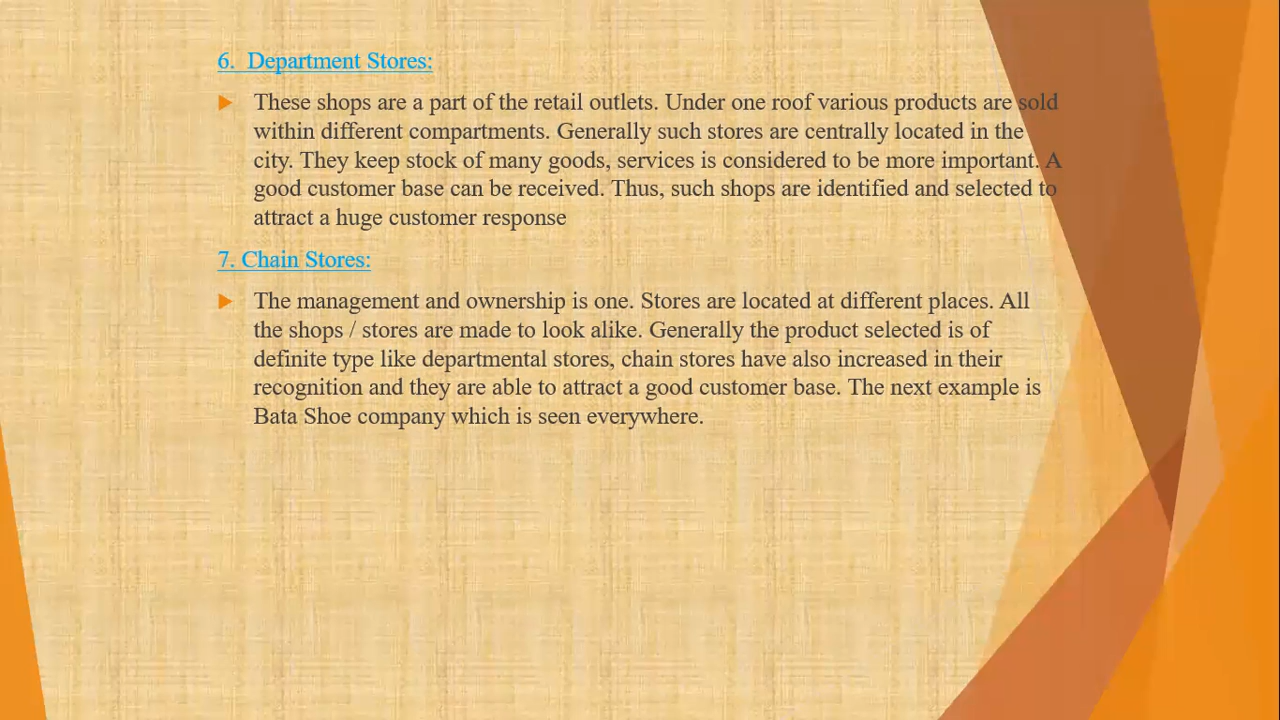 6. Department Stores:
These shops are a part of the retail outlets. Under one roof various products are sold
within different compartments. Generally such stores are centrally located in the
city. They keep stock of many goods, services is considered to be more important. A
good customer base can be received. Thus, such shops are identified and selected to
attract a huge customer response
7. Chain Stores:
The management and ownership is one. Stores are located at different places. All
the shops / stores are made to look alike. Generally the product selected is of
definite type like departmental stores, chain stores have also increased in their
recognition and they are able to attract a good customer base. The next example is
Bata Shoe company which is seen everywhere.